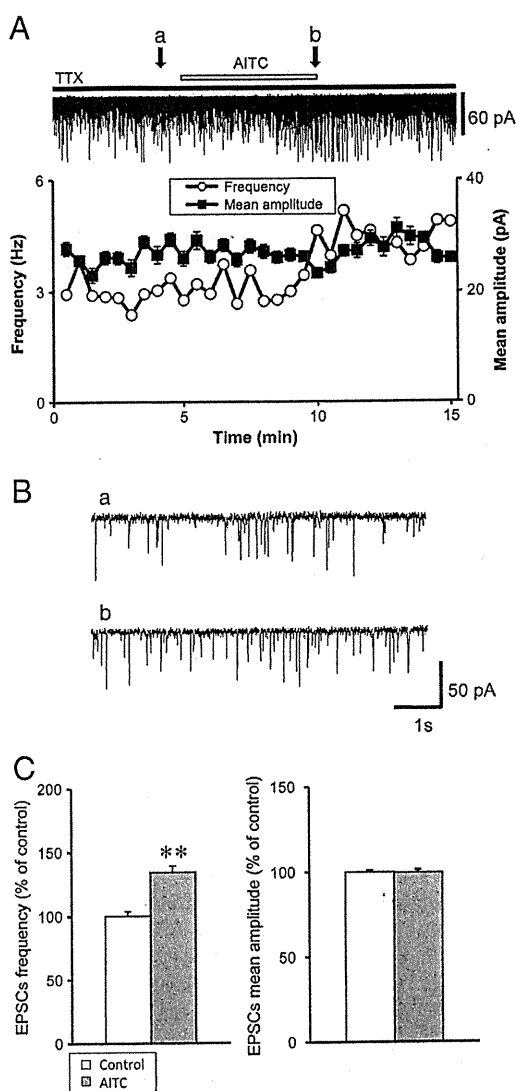 A
a
b
AITC
TTX
60 pA
6
40
Frequency
Mean amplitude
Frequency (Hz)
3
20
Mean amplitude (pA)
0
0
0
5
10
15
Time (min)
B
a
b
50 pA
1s
C
EPSCs frequency (% of control)
200
150
100
50
0
**
EPSCs mean amplitude (% of control)
150
100
50
0
Control
AITC